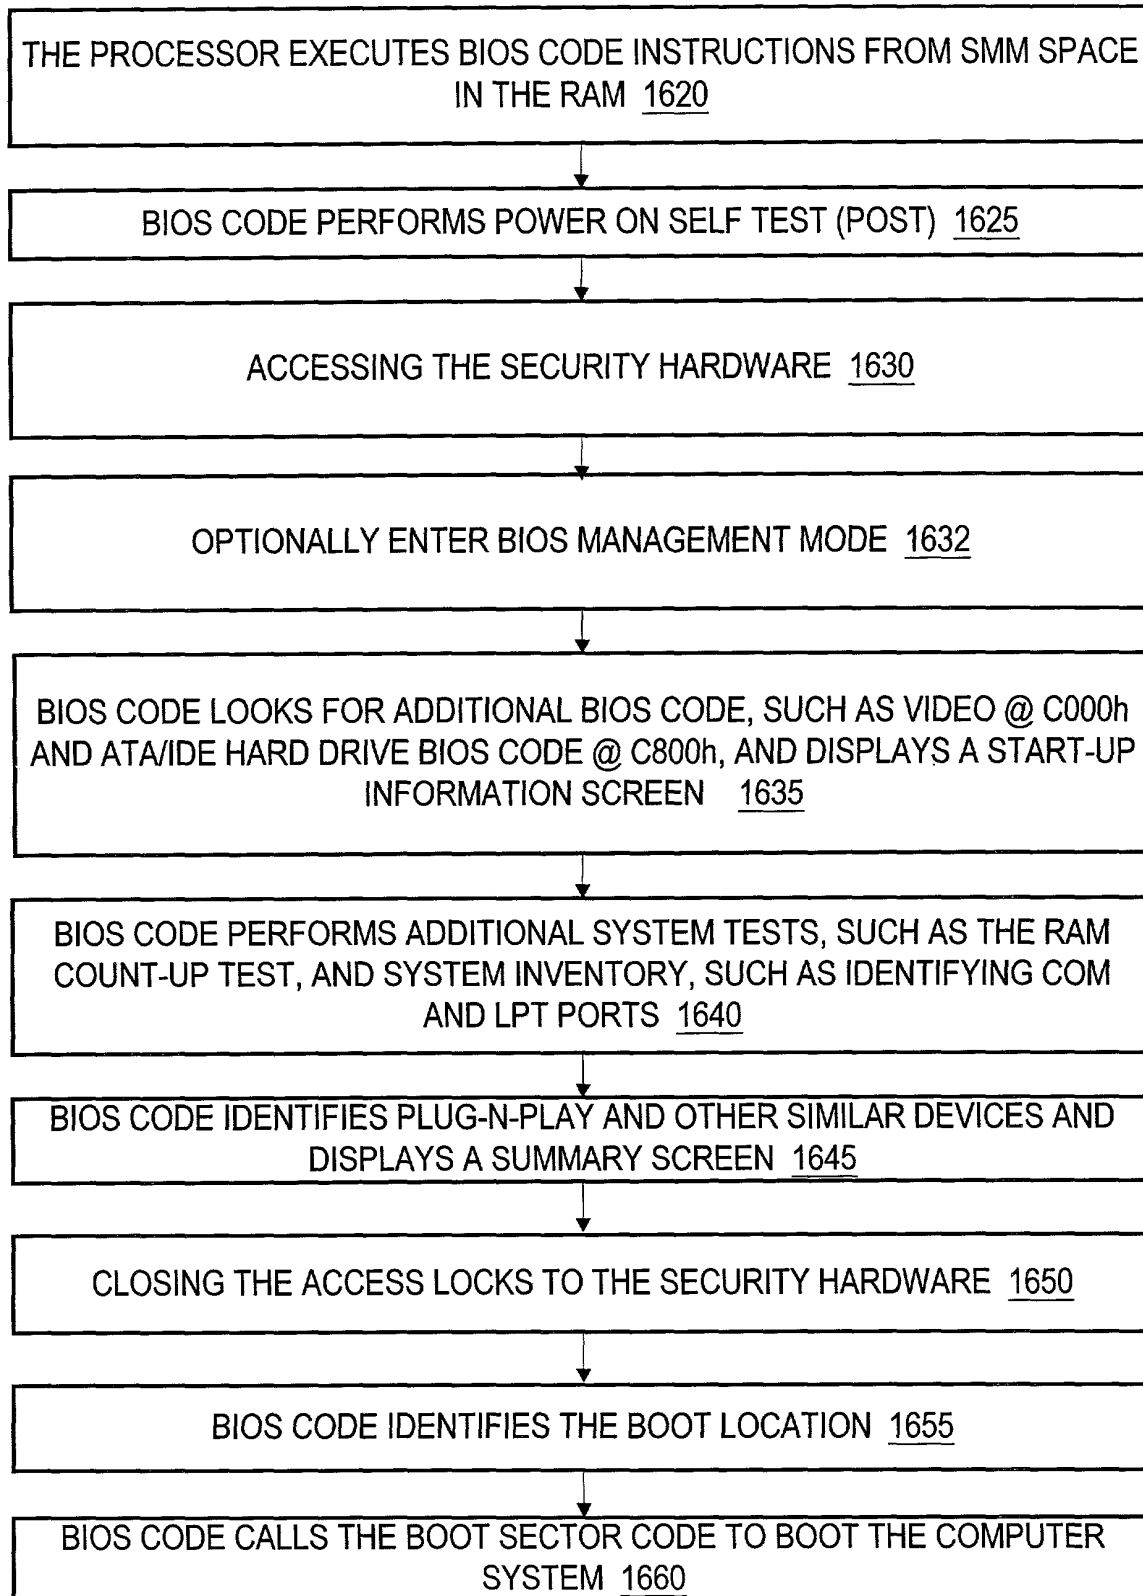 THE PROCESSOR EXECUTES BIOS CODE INSTRUCTIONS FROM SMM SPACE
IN THE RAM 1620
BIOS CODE PERFORMS POWER ON SELF TEST (POST) 1625
ACCESSING THE SECURITY HARDWARE 1630
OPTIONALLY ENTER BIOS MANAGEMENT MODE 1632
BIOS CODE LOOKS FOR ADDITIONAL BIOS CODE, SUCH AS VIDEO @ C000h
AND ATA/IDE HARD DRIVE BIOS CODE @ C800h, AND DISPLAYS A START-UP
INFORMATION SCREEN 1635
BIOS CODE PERFORMS ADDITIONAL SYSTEM TESTS, SUCH AS THE RAM
COUNT-UP TEST, AND SYSTEM INVENTORY, SUCH AS IDENTIFYING COM
AND LPT PORTS 1640
BIOS CODE IDENTIFIES PLUG-N-PLAY AND OTHER SIMILAR DEVICES AND
DISPLAYS A SUMMARY SCREEN 1645
CLOSING THE ACCESS LOCKS TO THE SECURITY HARDWARE 1650
BIOS CODE IDENTIFIES THE BOOT LOCATION 1655
BIOS CODE CALLS THE BOOT SECTOR CODE TO BOOT THE COMPUTER
SYSTEM 1660